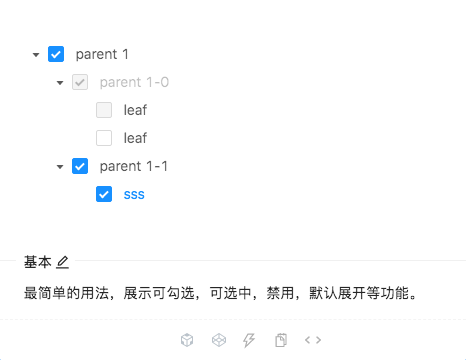 parent 1
parent 1-0
leaf
leaf
parent 1-1
sss
基本
最简单的用法，展示可勾选，可选中，禁用，默认展开等功能。